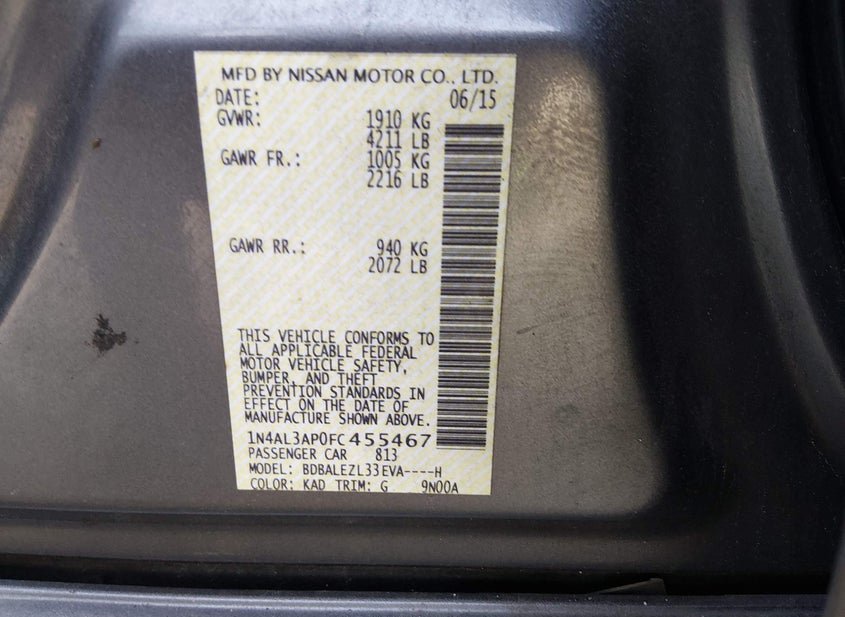 MFD BY NISSAN MOTOR CO., LTD.
DATE: 06/15
GVWR: 1910 KG
4211 LB
GAWR FR.: 1005 KG
2216 LB
GAWR RR.: 940 KG
2072 LB
THIS VEHICLE CONFORMS TO
ALL APPLICABLE FEDERAL
MOTOR VEHICLE SAFETY,
BUMPER, AND THEFT
PREVENTION STANDARDS IN
EFFECT ON THE DATE OF
MANUFACTURE SHOWN ABOVE.
1N4AL3AP0FC455467
PASSENGER CAR 813
MODEL: BDBALEZL33EVA----H
COLOR: KAD TRIM: G 9N00A